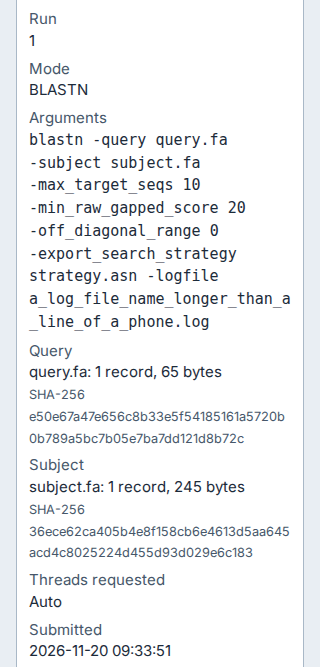 Run
1
Mode
BLASTN
Arguments
blastn -query query.fa
-subject subject.fa
-max_target_seqs 10
-min_raw_gapped_score 20
-off_diagonal_range 0
-export_search_strategy
strategy.asn -logfile
a_log_file_name_longer_than_a
_line_of_a_phone.log
Query
query.fa: 1 record, 65 bytes
SHA-256
e50e67a47e656c8b33e5f54185161a5720b
0b789a5bc7b05e7ba7dd121d8b72c
Subject
subject.fa: 1 record, 245 bytes
SHA-256
36ece62ca405b4e8f158cb6e4613d5aa645
acd4c8025224d455d93d029e6c183
Threads requested
Auto
Submitted
2026-11-20 09:33:51